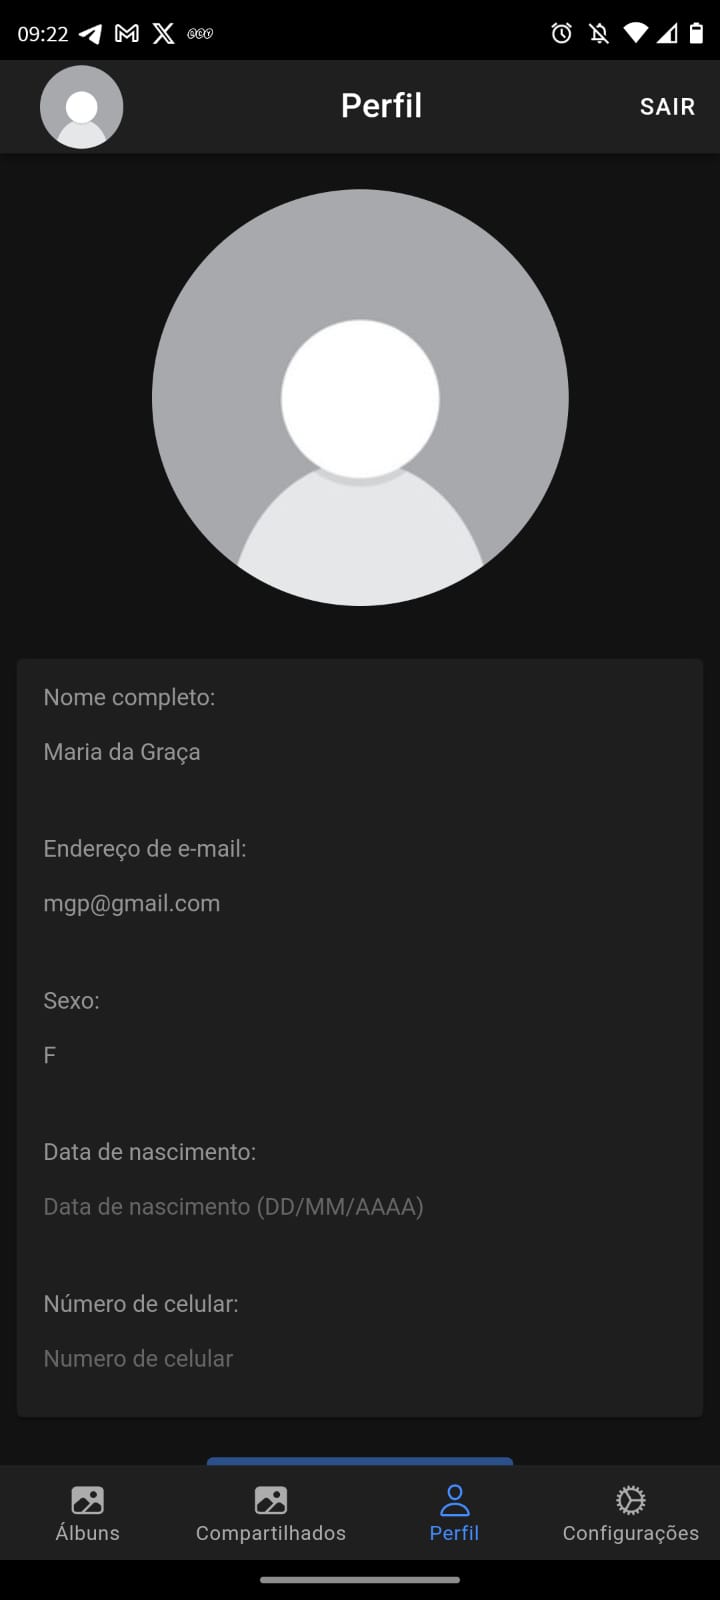 09:22
Perfil
SAIR
Nome completo:
Maria da Graça
Endereço de e-mail:
mgp@gmail.com
Sexo:
F
Data de nascimento:
Data de nascimento (DD/MM/AAAA)
Número de celular:
Numero de celular
Álbuns
Compartilhados
Perfil
Configurações